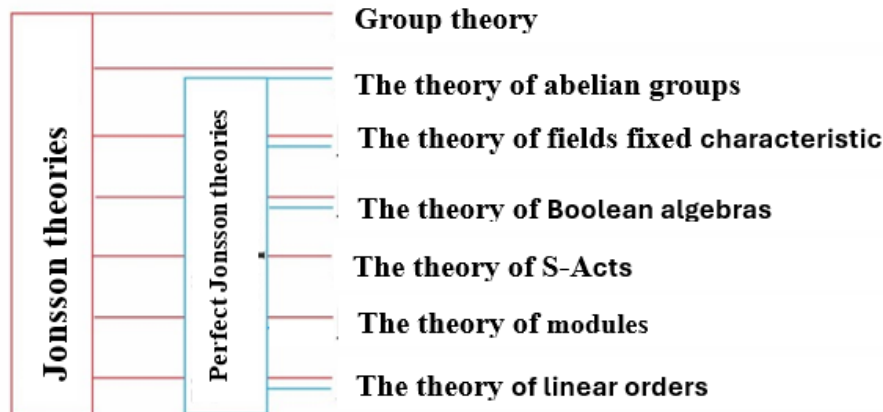 Jonsson theories
Perfect Jonsson theories
Group theory
The theory of abelian groups
The theory of fields fixed characteristic
The theory of Boolean algebras
The theory of S-Acts
The theory of modules
The theory of linear orders